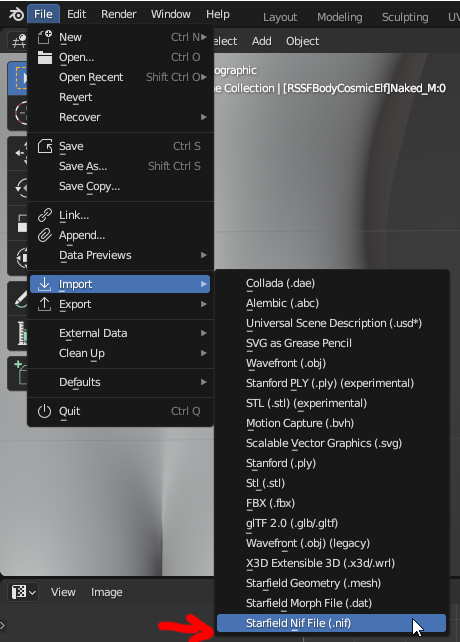 File Edit Render Window Help Layout Modeling Sculpting UV
elect Add Object
New Ctrl N
Open... Ctrl O
ographic
Open Recent Shift Ctrl O
e Collection | [RSSFBodyCosmicElf]Naked_M:0
Revert
Recover
Save Ctrl S
Save As... Shift Ctrl S
Save Copy...
Link...
Append...
Data Previews
Import
Export
External Data
Clean Up
Defaults
Quit Ctrl Q
Collada (.dae)
Alembic (.abc)
Universal Scene Description (.usd*)
SVG as Grease Pencil
Wavefront (.obj)
Stanford PLY (.ply) (experimental)
STL (.stl) (experimental)
Motion Capture (.bvh)
Scalable Vector Graphics (.svg)
Stanford (.ply)
Stl (.stl)
FBX (.fbx)
glTF 2.0 (.glb/.gltf)
Wavefront (.obj) (legacy)
X3D Extensible 3D (.x3d/.wrl)
Starfield Geometry (.mesh)
Starfield Morph File (.dat)
Starfield Nif File (.nif)
View Image